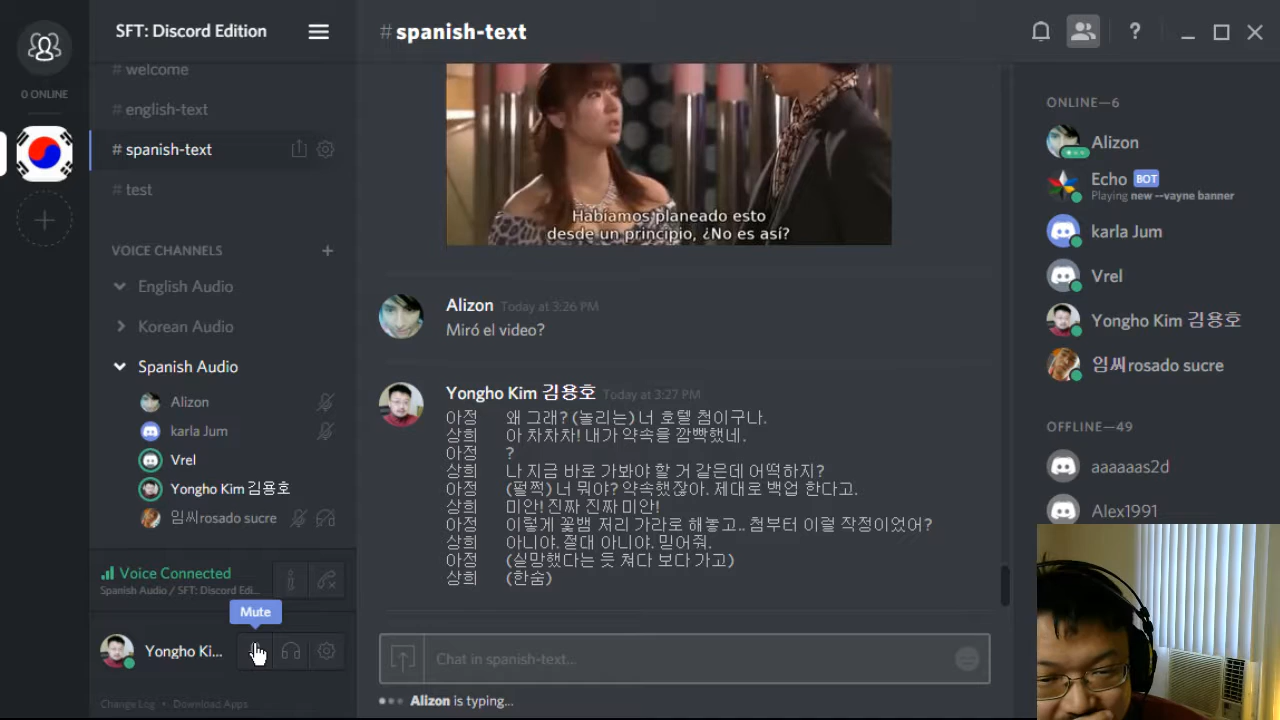 SFT: Discord Edition
0 ONLINE
# welcome
# english-text
# spanish-text
# test
VOICE CHANNELS
English Audio
Korean Audio
Spanish Audio
Alizon
karla Jum
Vrel
Yongho Kim 김용호
임씨rosado sucre
Voice Connected
Spanish Audio / SFT: Discord Edi...
Mute
Yongho Ki...
Change Log • Download Apps
#spanish-text
Habíamos planeado esto
desde un principio, ¿No es así?
Alizon Today at 3:26 PM
Miró el video?
Yongho Kim 김용호 Today at 3:27 PM
아정 왜 그래? (놀리는) 너 호텔 첨이구나.
상희 아 차차차! 내가 약속을 깜빡했네.
아정 ?
상희 나 지금 바로 가봐야 할 거 같은데 어떡하지?
아정 (펄쩍) 너 뭐야? 약속했잖아. 제대로 백업 한다고.
상희 미안! 진짜 진짜 미안!
아정 이렇게 꽃뱀 저리 가라로 해놓고.. 첨부터 이럴 작정이었어?
상희 아니야. 절대 아니야. 믿어줘.
아정 (실망했다는 듯 쳐다 보다 가고)
상희 (한숨)
Chat in spanish-text...
Alizon is typing...
?
ONLINE—6
Alizon
Echo BOT
Playing new --vayne banner
karla Jum
Vrel
Yongho Kim 김용호
임씨rosado sucre
OFFLINE—49
aaaaaas2d
Alex1991